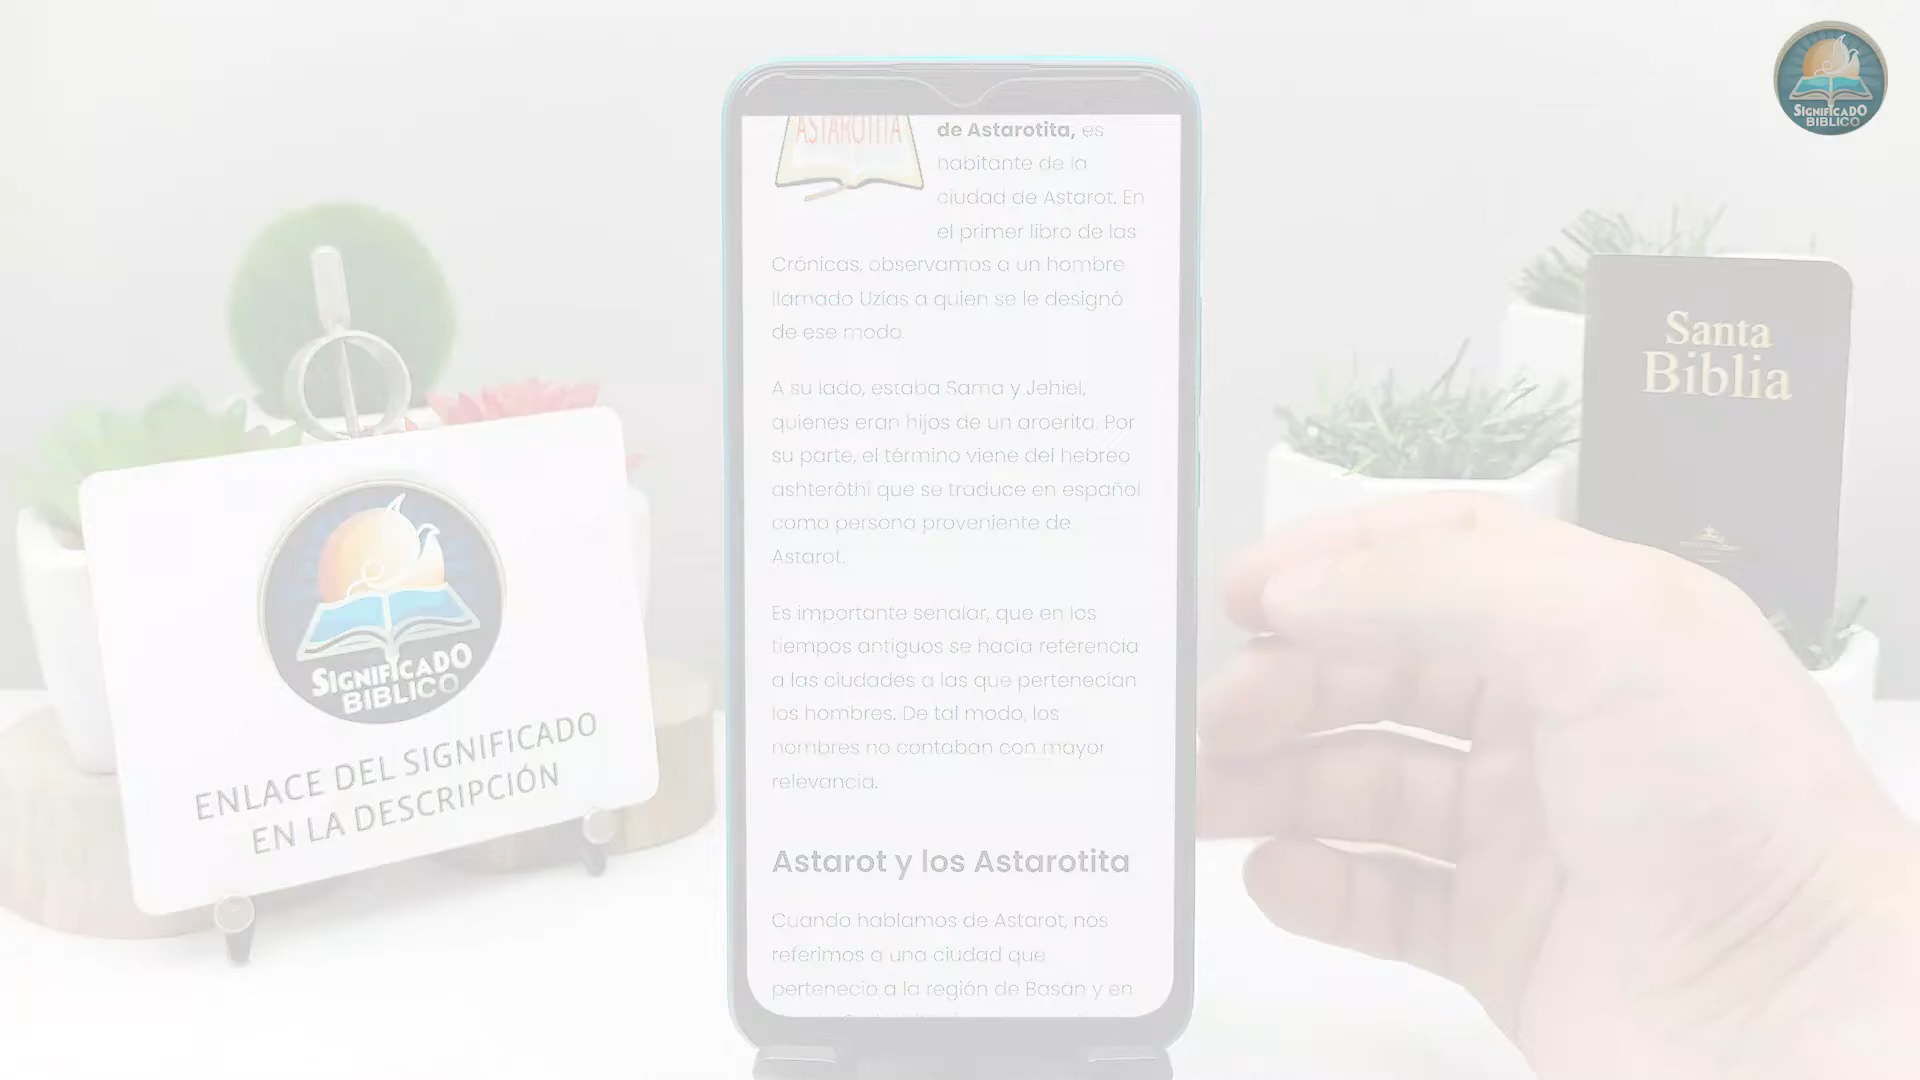 SIGNIFICADO
BIBLICO
ASTAROTITA
de Astarotita, es
habitante de la
ciudad de Astarot. En
el primer libro de las
Crónicas, observamos a un hombre
llamado Uzías a quien se le designó
de ese modo.
A su lado, estaba Sama y Jehiel,
quienes eran hijos de un aroerita. Por
su parte, el término viene del hebreo
ashterôthi que se traduce en español
como persona proveniente de
Astarot.
Es importante señalar, que en los
tiempos antiguos se hacía referencia
a las ciudades a las que pertenecían
los hombres. De tal modo, los
nombres no contaban con mayor
relevancia.
Astarot y los Astarotita
Cuando hablamos de Astarot, nos
referimos a una ciudad que
perteneció a la región de Basán y en
SIGNIFICADO
BIBLICO
ENLACE DEL SIGNIFICADO
EN LA DESCRIPCIÓN
Santa
Biblia